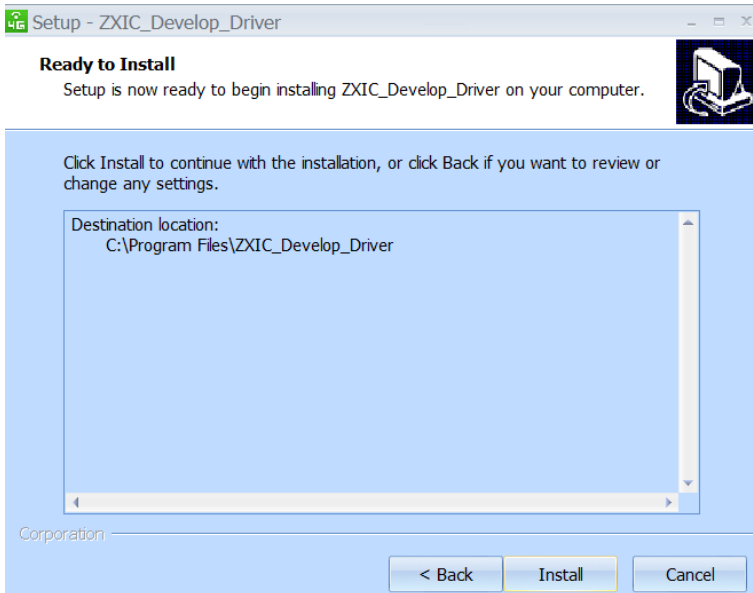 4G
Setup - ZXIC_Develop_Driver
Ready to Install
Setup is now ready to begin installing ZXIC_Develop_Driver on your computer.
Click Install to continue with the installation, or click Back if you want to review or
change any settings.
Destination location:
C:\Program Files\ZXIC_Develop_Driver
Corporation
< Back
Install
Cancel